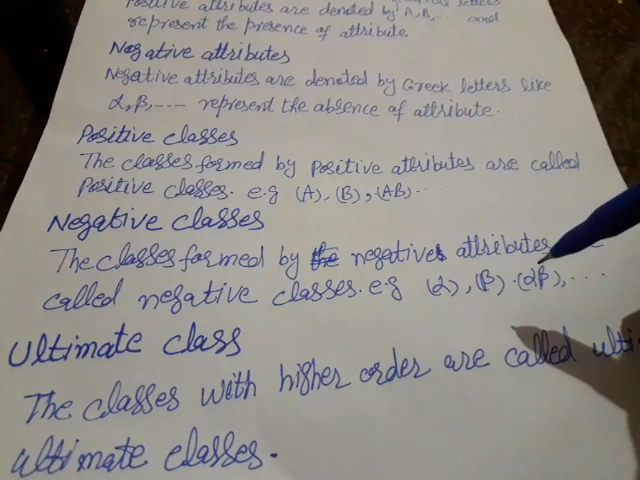 Positive attributes are denoted by A, B, .... and
represent the presence of attribute
Negative attributes
Negative attributes are denoted by Greek letters like
α, β, ..... represent the absence of attribute.
Positive classes
The classes formed by positive attributes are called
Positive classes. e.g (A), (B), (AB)...
Negative classes
The classes formed by the negatives attributes
called negative classes. e.g (α), (β). (αβ), ...
Ultimate class
The classes with higher order are called ulti
ultimate classes.